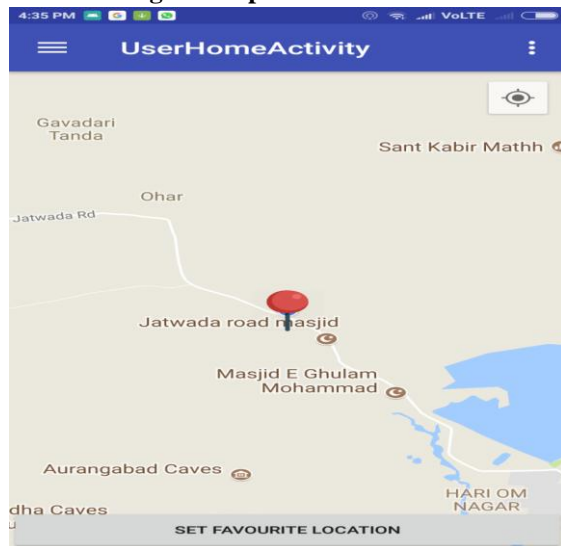 4:35 PM VoLTE
UserHomeActivity
Gavadari
Tanda
Sant Kabir Mathh
Ohar
Jatwada Rd
Jatwada road masjid
Masjid E Ghulam
Mohammad
Aurangabad Caves
HARI OM
NAGAR
dha Caves
SET FAVOURITE LOCATION